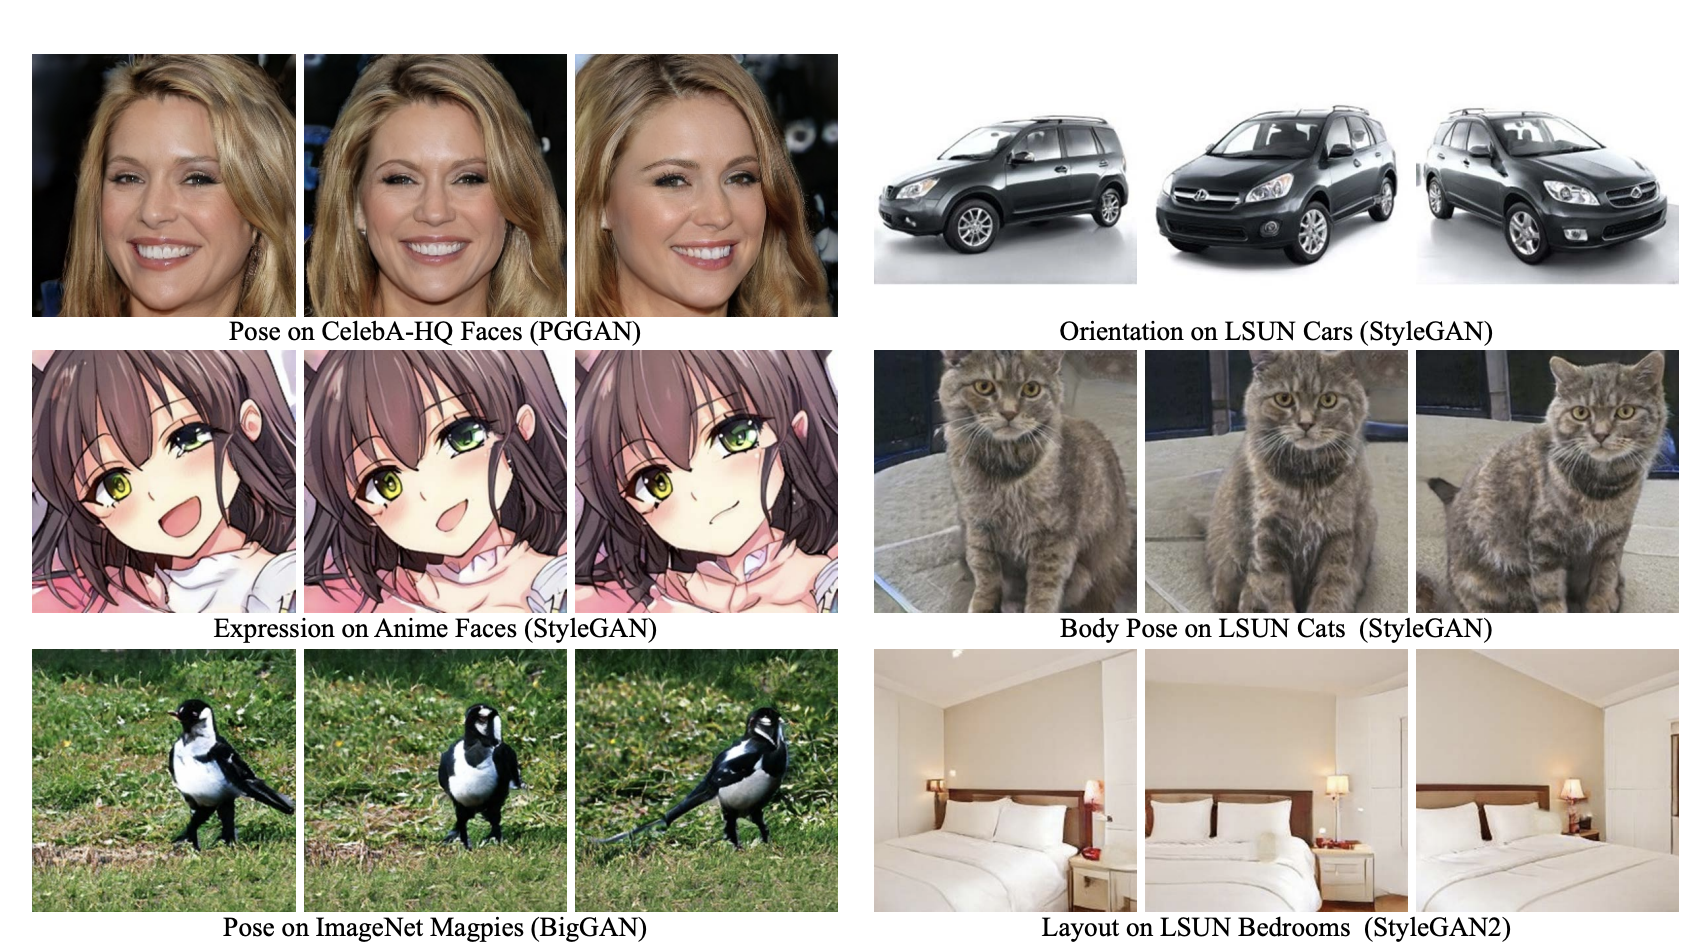 Pose on CelebA-HQ Faces (PGGAN)
Orientation on LSUN Cars (StyleGAN)
Expression on Anime Faces (StyleGAN)
Body Pose on LSUN Cats (StyleGAN)
Pose on ImageNet Magpies (BigGAN)
Layout on LSUN Bedrooms (StyleGAN2)